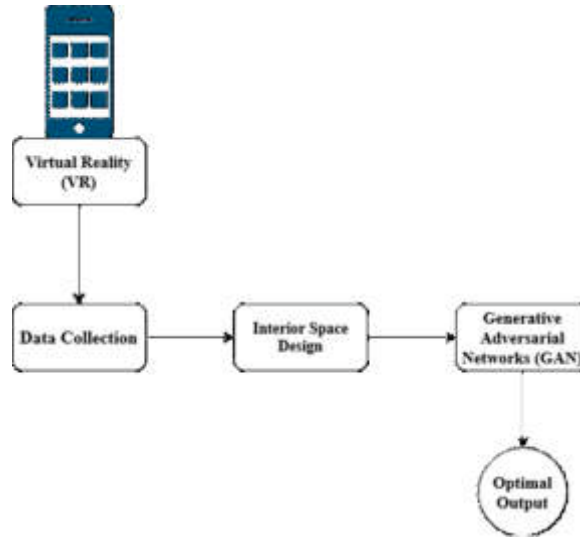 Virtual Reality
(VR)
Data Collection
Interior Space
Design
Generative
Adversarial
Networks (GAN)
Optimal
Output